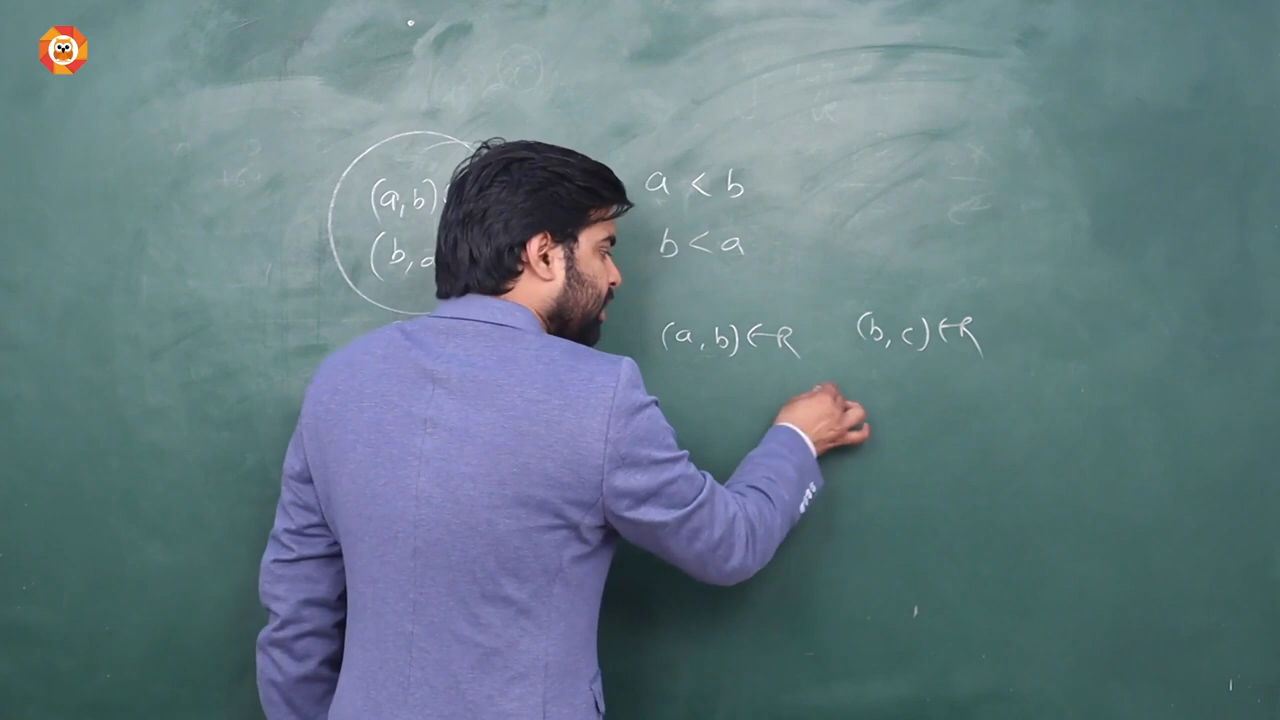 (a,b)
(b, a
a < b
b < a
(a, b) ∈ R (b, c) ∈ R